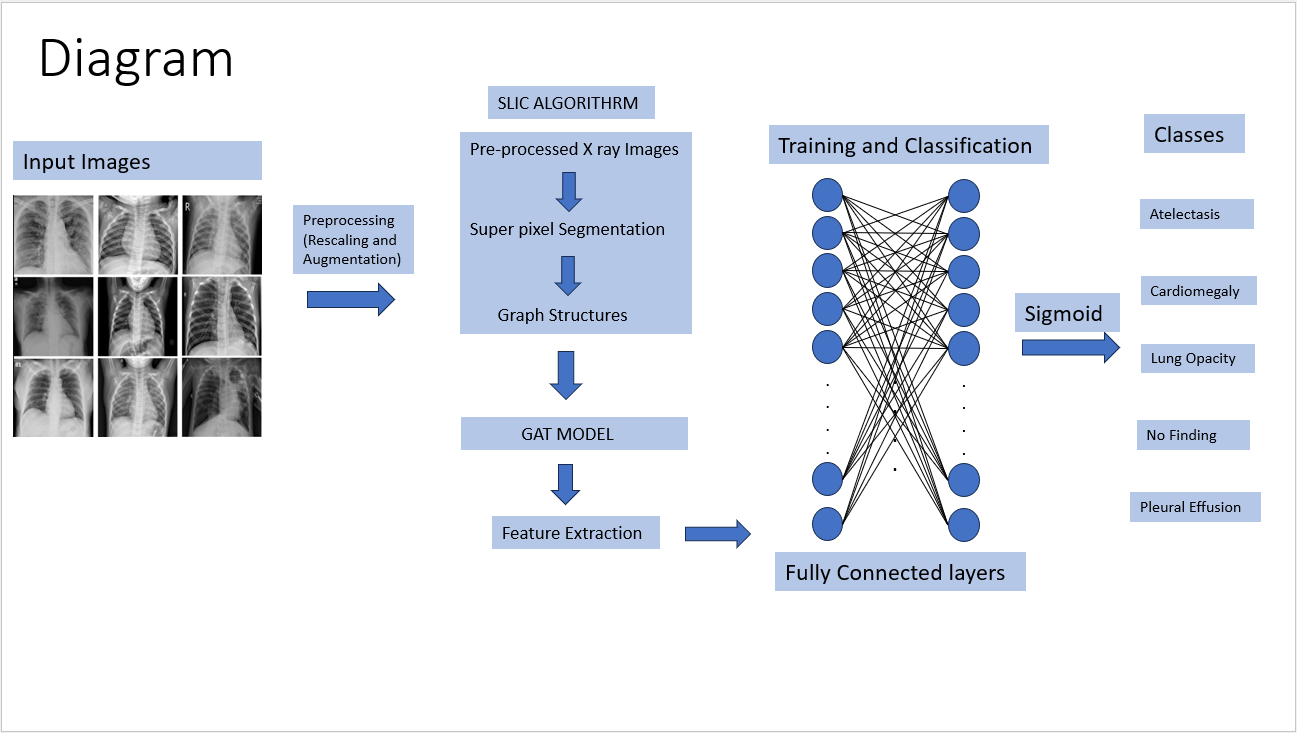 Diagram
Input Images
R
Preprocessing
(Rescaling and
Augmentation)
SLIC ALGORITHRM
Pre-processed X ray Images
Super pixel Segmentation
Graph Structures
GAT MODEL
Feature Extraction
Training and Classification
Fully Connected layers
Sigmoid
Classes
Atelectasis
Cardiomegaly
Lung Opacity
No Finding
Pleural Effusion